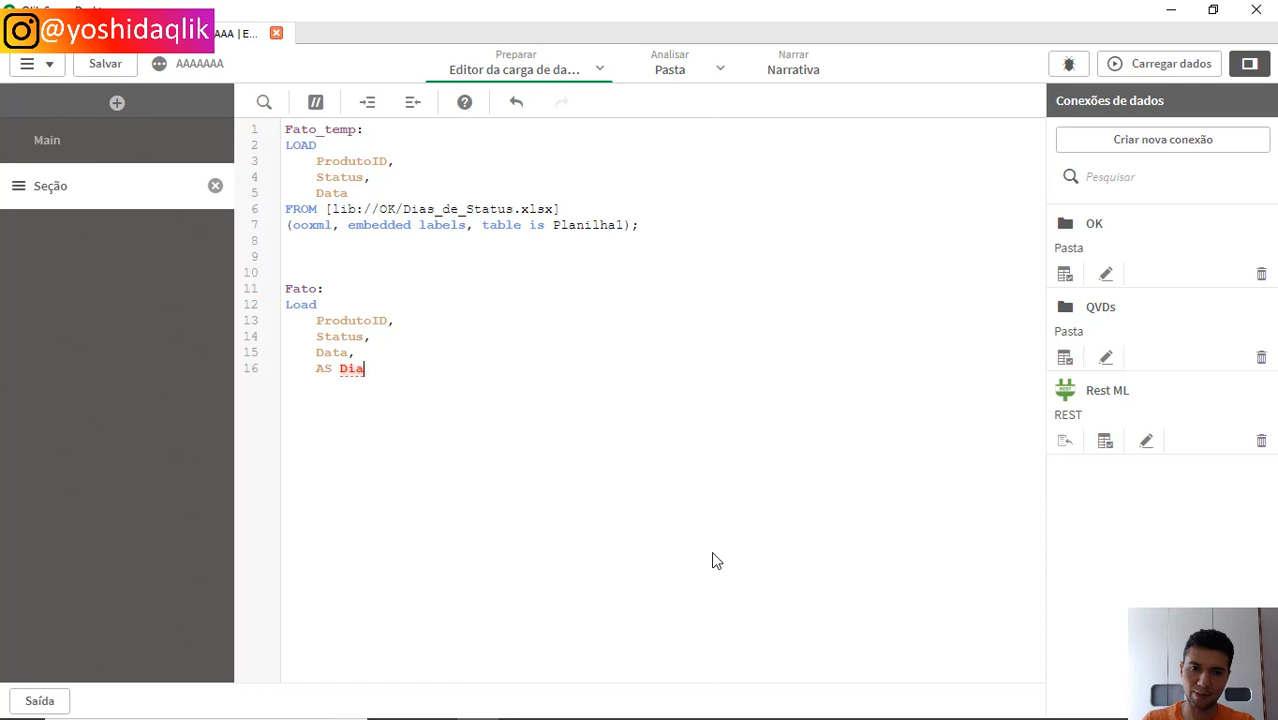 @yoshidaqlik
AAA | E...
Preparar
Editor da carga de da...
Analisar
Pasta
Narrar
Narrativa
Salvar
AAAAAAA
Carregar dados
Main
Seção
Conexões de dados
Criar nova conexão
Pesquisar
OK
Pasta
QVDs
Pasta
Rest ML
REST
1 Fato_temp:
2 LOAD
3 ProdutoID,
4 Status,
5 Data
6 FROM [lib://OK/Dias_de_Status.xlsx]
7 (ooxml, embedded labels, table is Planilha1);
8
9
10
11 Fato:
12 Load
13 ProdutoID,
14 Status,
15 Data,
16 AS Dia
Saída